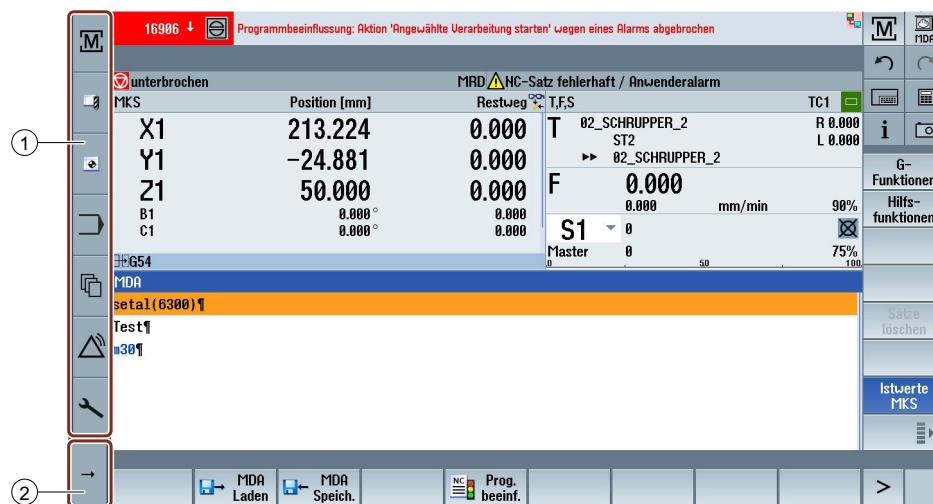 16906 ↓ Programmbeeinflussung: Aktion 'Angewählte Verarbeitung starten' wegen eines Alarms abgebrochen
M
M
MDA
unterbrochen MRD NC-Satz fehlerhaft / Anwenderalarm
MKS Position [mm] Restweg T,F,S TC1
X1 213.224 0.000
Y1 -24.881 0.000
Z1 50.000 0.000
B1 0.000° 0.000
C1 0.000° 0.000
G54
T 02_SCHRUPPER_2 R 0.000
ST2 L 0.000
▸▸ 02_SCHRUPPER_2
F 0.000
0.000 mm/min 90%
S1 0
Master 0 75%
0 50 100
i
G-
Funktionen
Hilfs-
funktionen
Sätze
löschen
Istwerte
MKS
MDA
setal(6300)¶
Test¶
m30¶
→
MDA
Laden
MDA
Speich.
NC Prog.
beeinf.
>
1
2